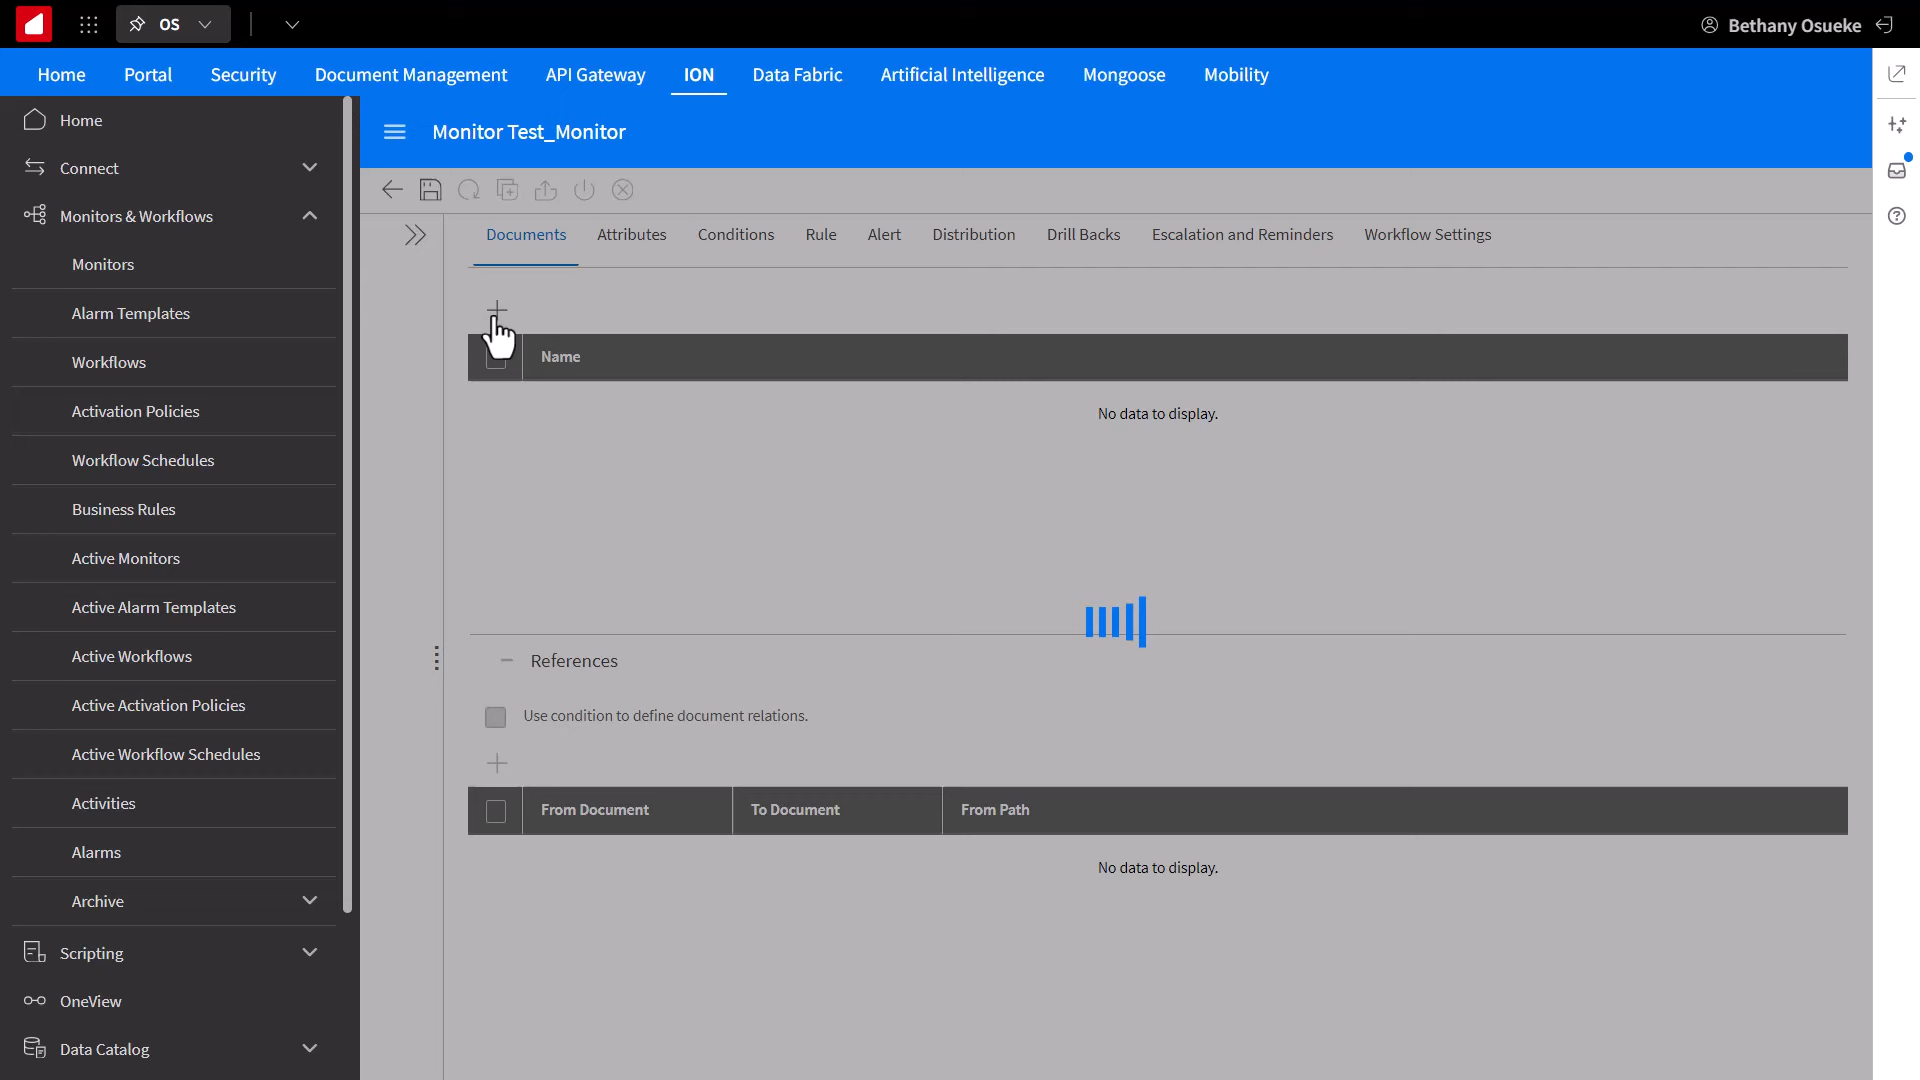 OS
Bethany Osueke
Home
Portal
Security
Document Management
API Gateway
ION
Data Fabric
Artificial Intelligence
Mongoose
Mobility
Home
Connect
Monitors & Workflows
Monitors
Alarm Templates
Workflows
Activation Policies
Workflow Schedules
Business Rules
Active Monitors
Active Alarm Templates
Active Workflows
Active Activation Policies
Active Workflow Schedules
Activities
Alarms
Archive
Scripting
OneView
Data Catalog
Monitor Test_Monitor
Documents
Attributes
Conditions
Rule
Alert
Distribution
Drill Backs
Escalation and Reminders
Workflow Settings
Name
No data to display.
References
Use condition to define document relations.
From Document
To Document
From Path
No data to display.